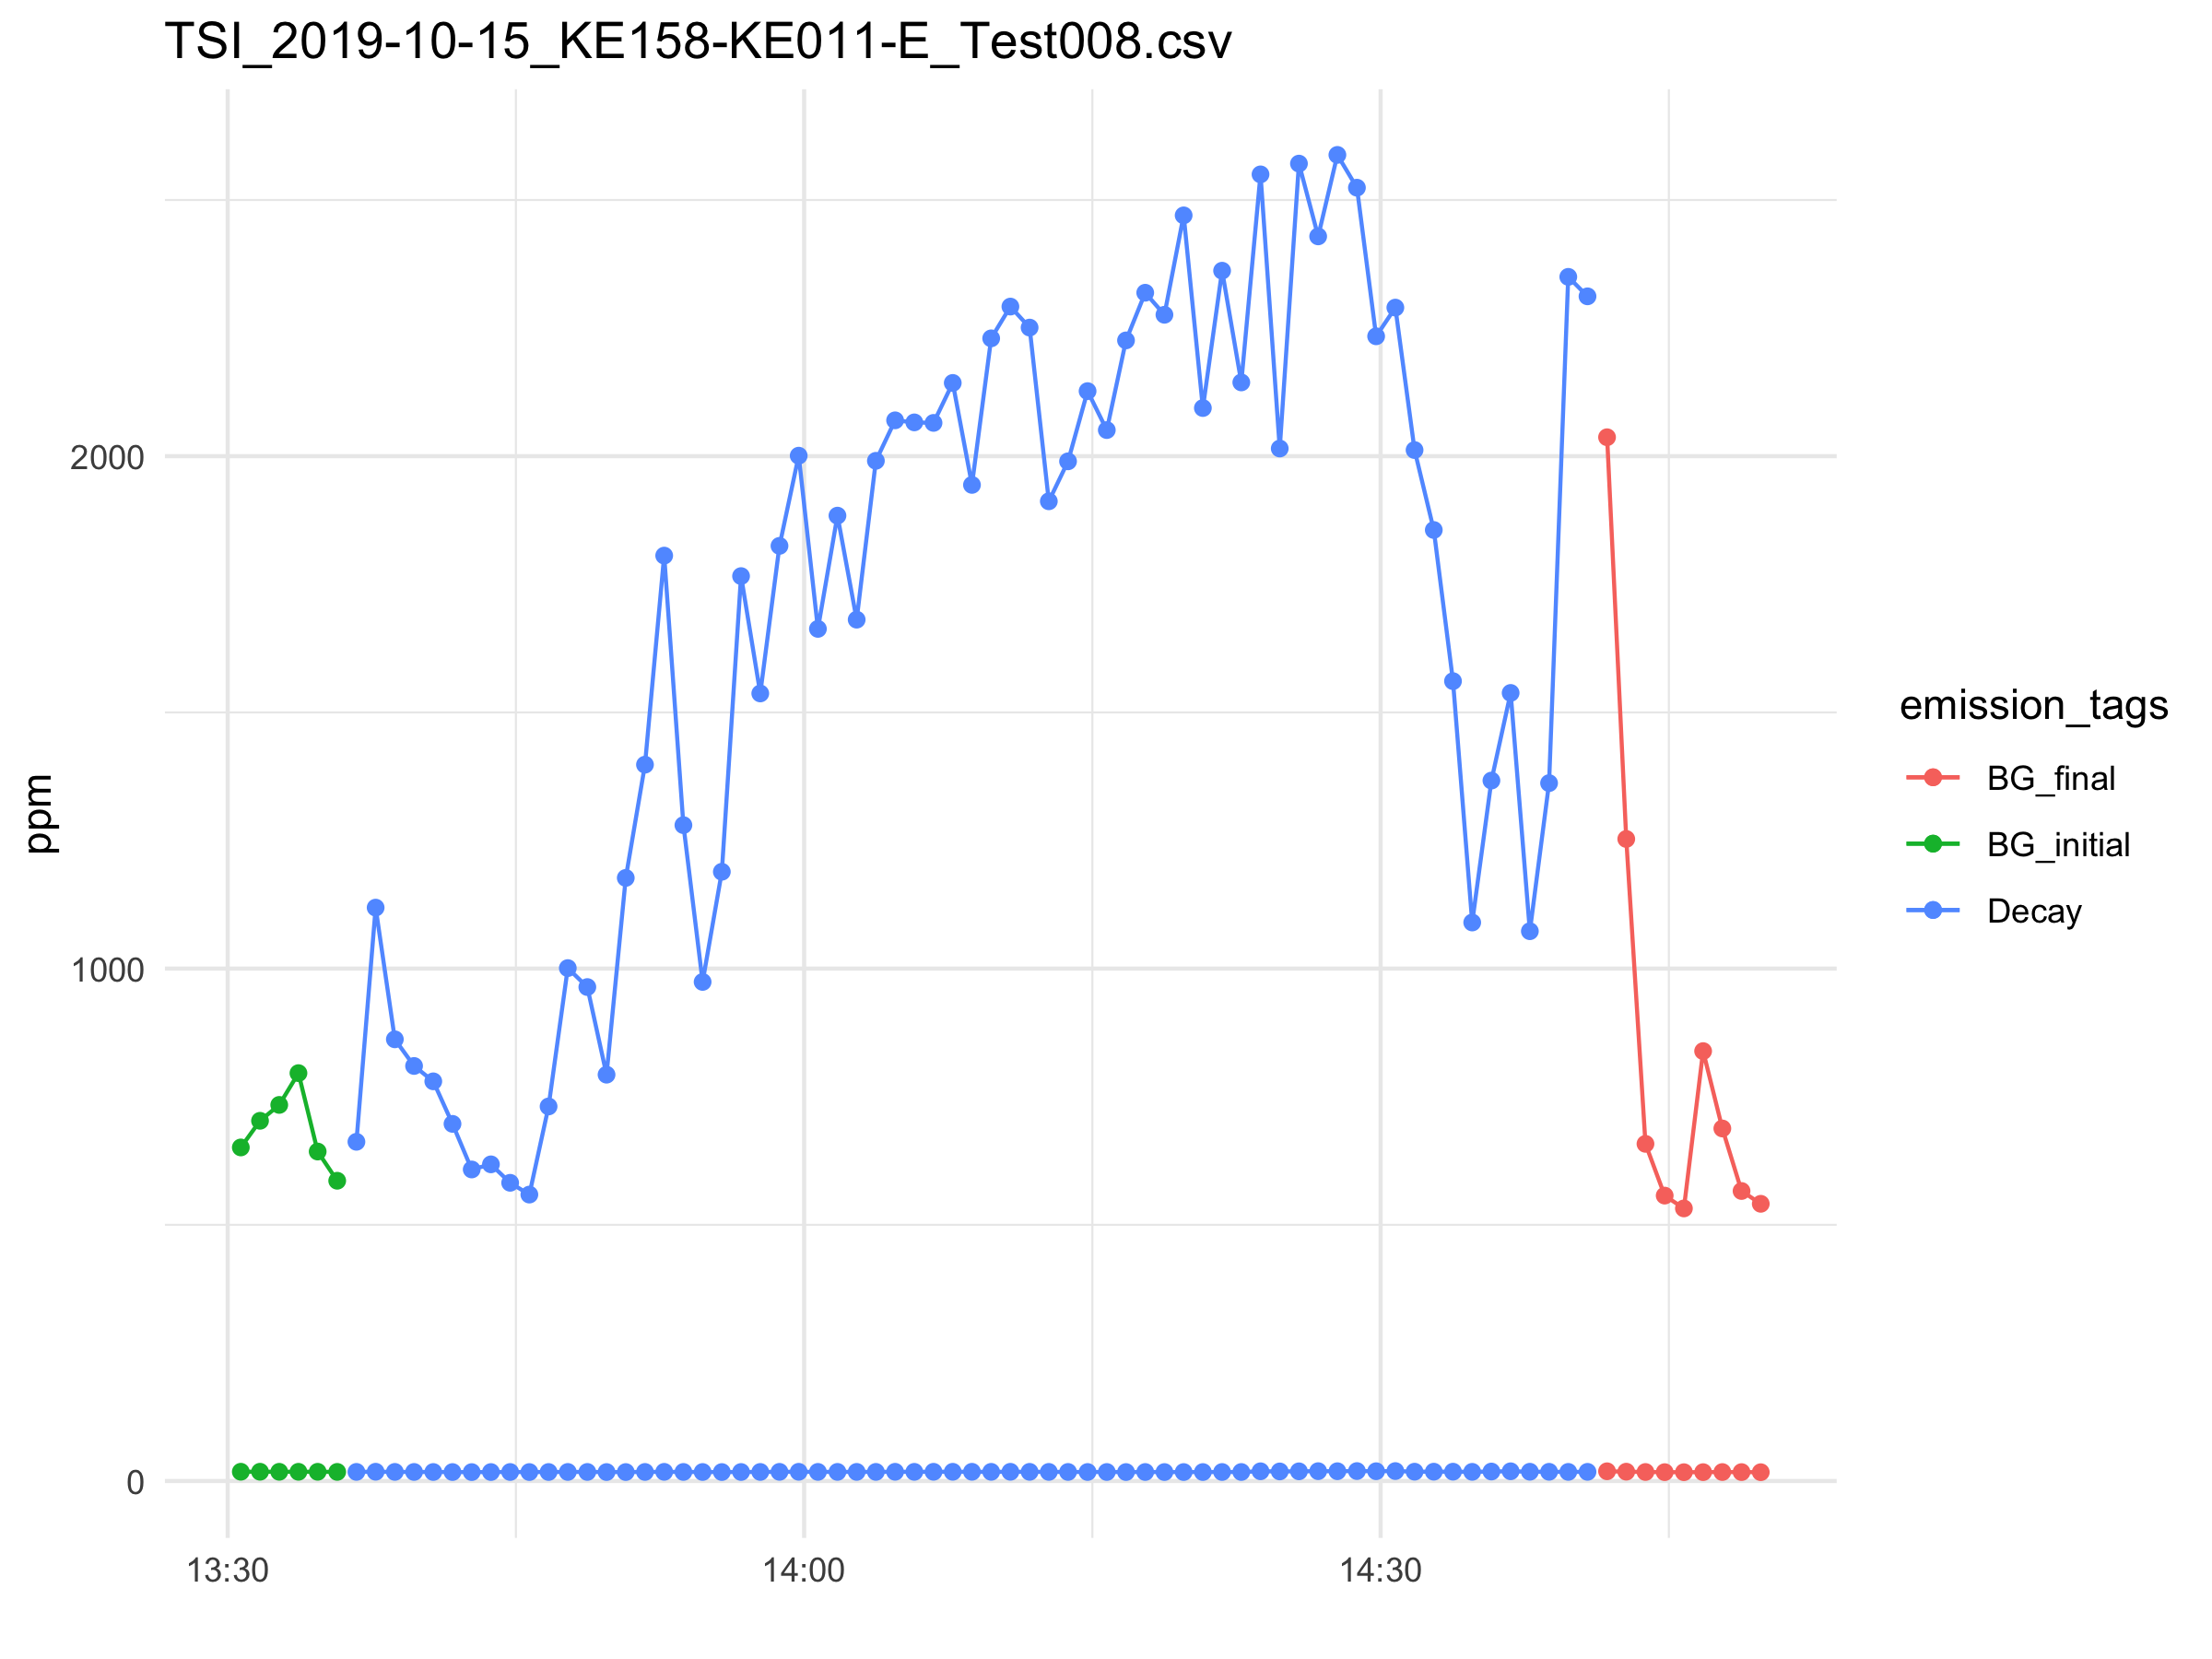 TSI_2019-10-15_KE158-KE011-E_Test008.csv
ppm
2000
1000
0
13:30
14:00
14:30
emission_tags
BG_final
BG_initial
Decay